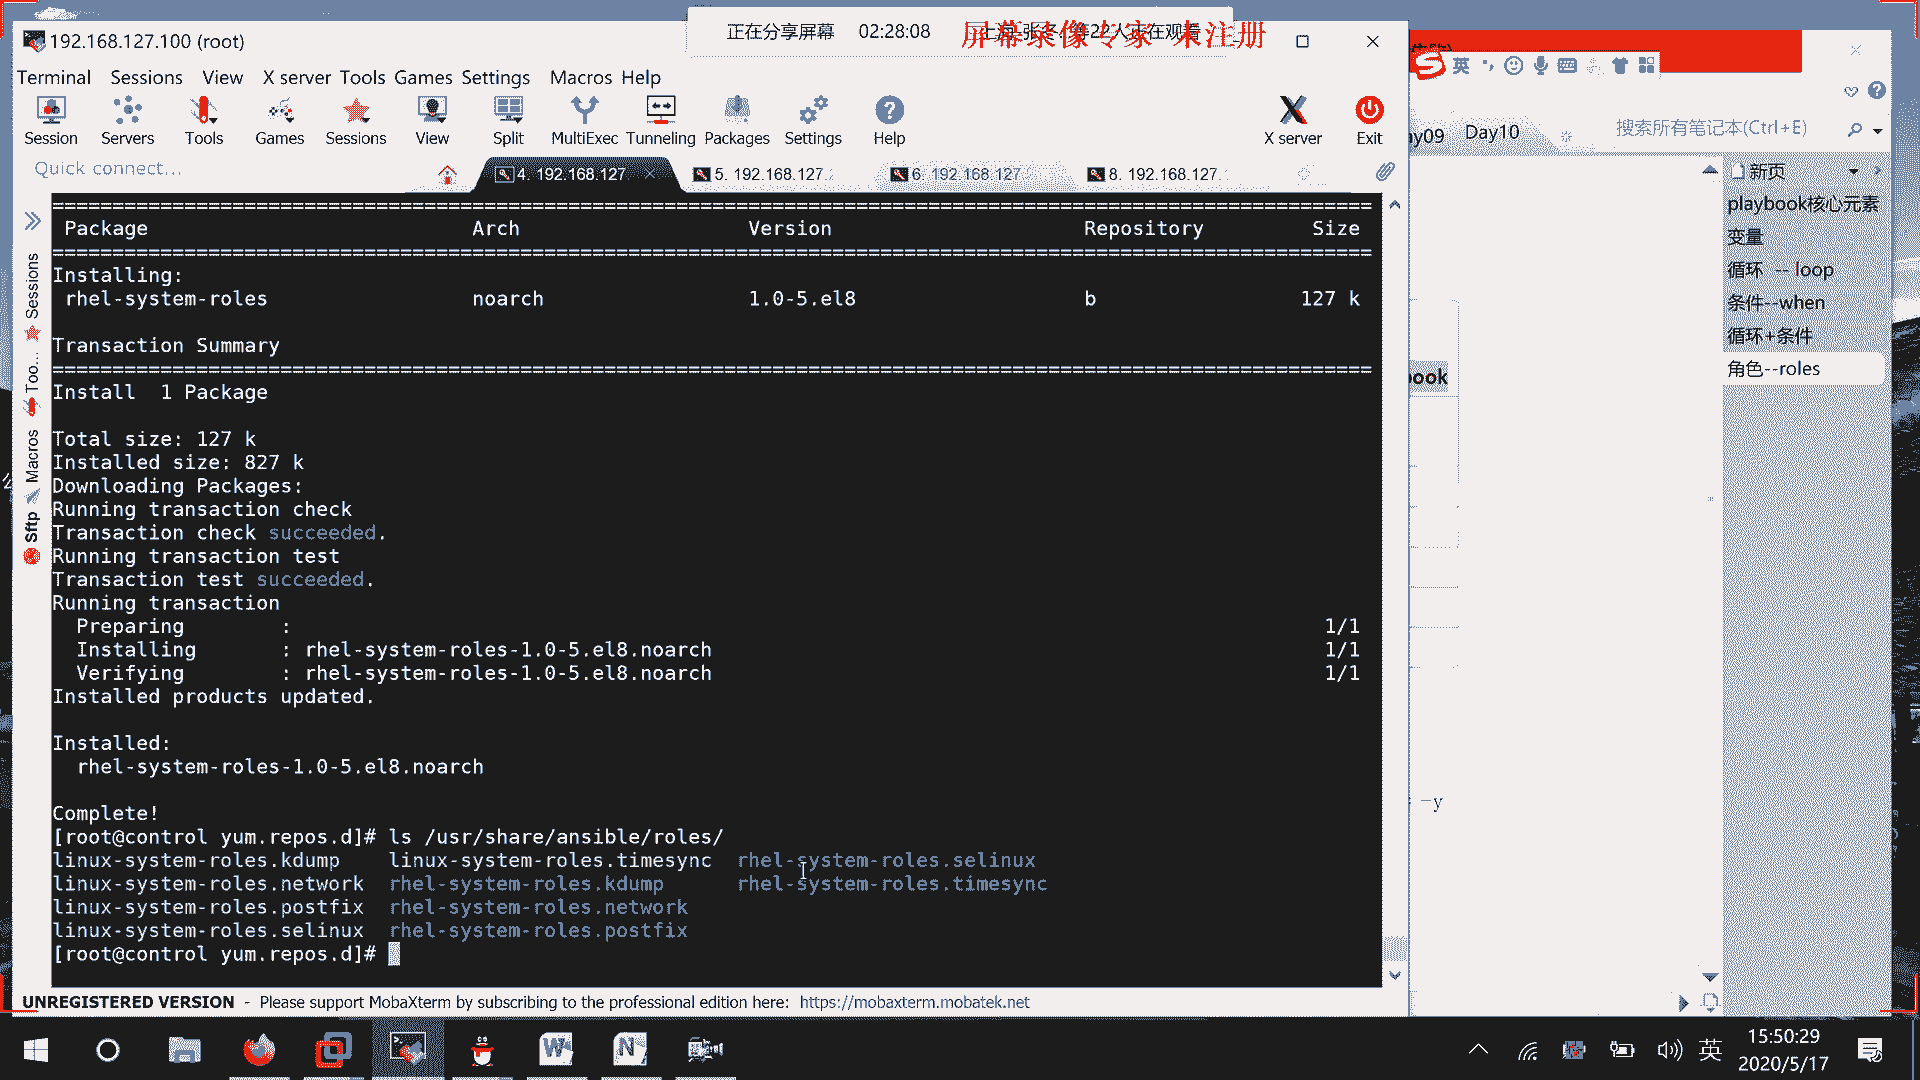 正在分享屏幕 02:28:08
屏幕录像专家 未注册
192.168.127.100 (root)
Terminal Sessions View X server Tools Games Settings Macros Help
Session Servers Tools Games Sessions View Split MultiExec Tunneling Packages Settings Help X server Exit
Quick connect...
4. 192.168.127
5. 192.168.127.
6. 192.168.127
8. 192.168.127.
Sessions
Too...
Macros
Sftp
Package Arch Version Repository Size
Installing:
rhel-system-roles noarch 1.0-5.el8 b 127 k
Transaction Summary
Install 1 Package
Total size: 127 k
Installed size: 827 k
Downloading Packages:
Running transaction check
Transaction check succeeded.
Running transaction test
Transaction test succeeded.
Running transaction
Preparing : 1/1
Installing : rhel-system-roles-1.0-5.el8.noarch 1/1
Verifying : rhel-system-roles-1.0-5.el8.noarch 1/1
Installed products updated.
Installed:
rhel-system-roles-1.0-5.el8.noarch
Complete!
[root@control yum.repos.d]# ls /usr/share/ansible/roles/
linux-system-roles.kdump linux-system-roles.timesync rhel-system-roles.selinux
linux-system-roles.network rhel-system-roles.kdump rhel-system-roles.timesync
linux-system-roles.postfix rhel-system-roles.network
linux-system-roles.selinux rhel-system-roles.postfix
[root@control yum.repos.d]#
UNREGISTERED VERSION - Please support MobaXterm by subscribing to the professional edition here: https://mobaxterm.mobatek.net
英
ay09 Day10
搜索所有笔记本(Ctrl+E)
新页
playbook核心元素
变量
循环 -- loop
条件--when
循环+条件
角色--roles
book
-y
英
15:50:29
2020/5/17